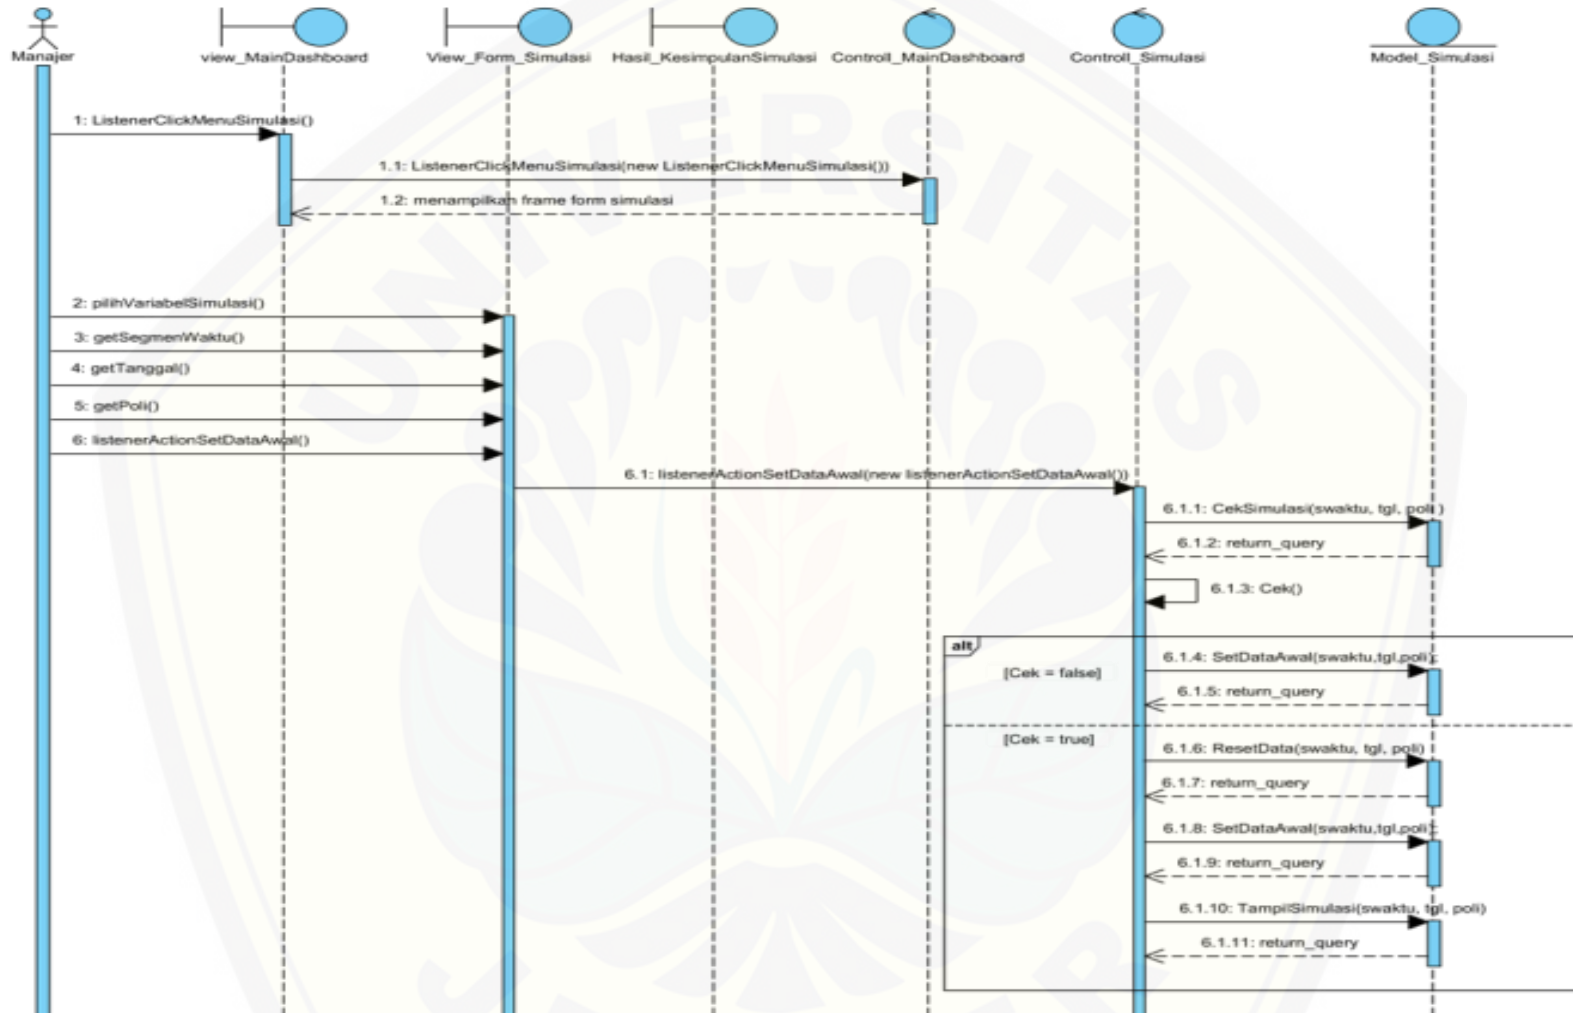 Manajer
view_MainDashboard
View_Form_Simulasi
Hasil_KesimpulanSimulasi
Controll_MainDashboard
Controll_Simulasi
Model_Simulasi
1: ListenerClickMenuSimulasi()
1.1: ListenerClickMenuSimulasi(new ListenerClickMenuSimulasi())
1.2: menampilkan frame form simulasi
2: pilihVariabelSimulasi()
3: getSegmenWaktu()
4: getTanggal()
5: getPoli()
6: listenerActionSetDataAwal()
6.1: listenerActionSetDataAwal(new listenerActionSetDataAwal())
6.1.1: CekSimulasi(swaktu, tgl, poli )
6.1.2: return_query
6.1.3: Cek()
alt
6.1.4: SetDataAwal(swaktu,tgl,poli);
[Cek = false]
6.1.5: return_query
[Cek = true]
6.1.6: ResetData(swaktu, tgl, poli)
6.1.7: return_query
6.1.8: SetDataAwal(swaktu,tgl,poli);
6.1.9: return_query
6.1.10: TampilSimulasi(swaktu, tgl, poli)
6.1.11: return_query
UNIVERSITAS